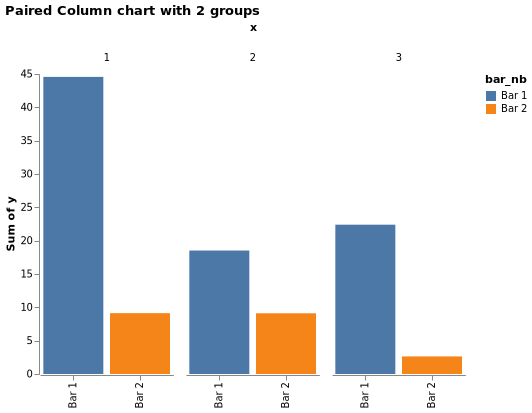 Paired Column chart with 2 groups
x
1 2 3
45
40
35
30
25
20
15
10
5
0
Sum of y
Bar 1 Bar 2 Bar 1 Bar 2 Bar 1 Bar 2
bar_nb
Bar 1
Bar 2